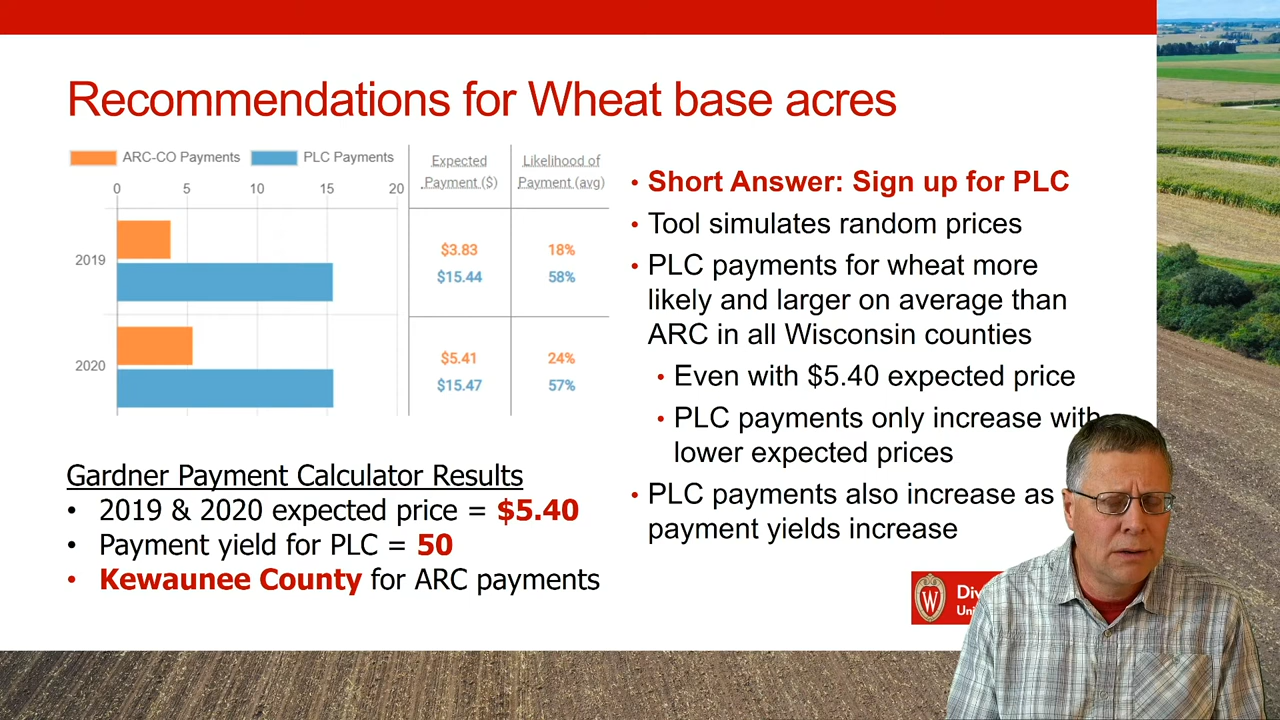 Recommendations for Wheat base acres
ARC-CO Payments PLC Payments
Expected
Payment ($)
Likelihood of
Payment (avg)
0 5 10 15 20
2019
$3.83 18%
$15.44 58%
2020
$5.41 24%
$15.47 57%
Gardner Payment Calculator Results
• 2019 & 2020 expected price = $5.40
• Payment yield for PLC = 50
• Kewaunee County for ARC payments
• Short Answer: Sign up for PLC
• Tool simulates random prices
• PLC payments for wheat more
likely and larger on average than
ARC in all Wisconsin counties
• Even with $5.40 expected price
• PLC payments only increase with
lower expected prices
• PLC payments also increase as
payment yields increase
W